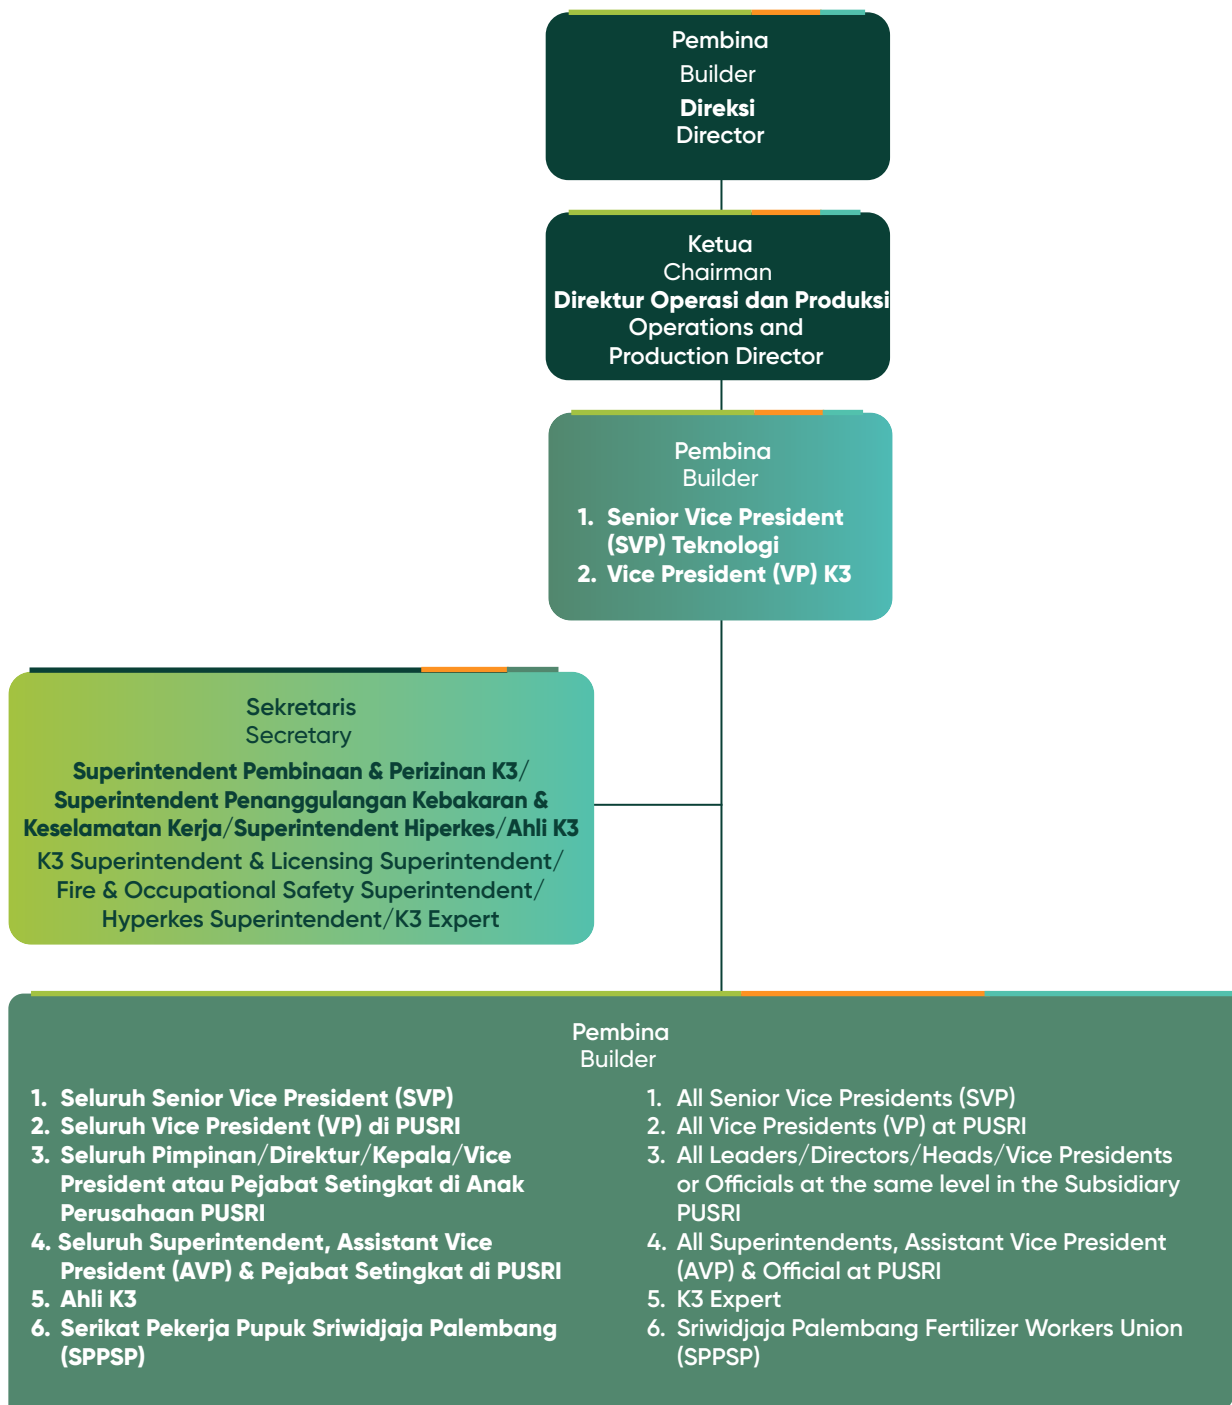 Pembina
Builder
Direksi
Director
Ketua
Chairman
Direktur Operasi dan Produksi
Operations and
Production Director
Pembina
Builder
1. Senior Vice President
(SVP) Teknologi
2. Vice President (VP) K3
Sekretaris
Secretary
Superintendent Pembinaan & Perizinan K3/
Superintendent Penanggulangan Kebakaran &
Keselamatan Kerja/Superintendent Hiperkes/Ahli K3
K3 Superintendent & Licensing Superintendent/
Fire & Occupational Safety Superintendent/
Hyperkes Superintendent/K3 Expert
Pembina
Builder
1. Seluruh Senior Vice President (SVP)
2. Seluruh Vice President (VP) di PUSRI
3. Seluruh Pimpinan/Direktur/Kepala/Vice
President atau Pejabat Setingkat di Anak
Perusahaan PUSRI
4. Seluruh Superintendent, Assistant Vice
President (AVP) & Pejabat Setingkat di PUSRI
5. Ahli K3
6. Serikat Pekerja Pupuk Sriwidjaja Palembang
(SPPSP)
1. All Senior Vice Presidents (SVP)
2. All Vice Presidents (VP) at PUSRI
3. All Leaders/Directors/Heads/Vice Presidents
or Officials at the same level in the Subsidiary
PUSRI
4. All Superintendents, Assistant Vice President
(AVP) & Official at PUSRI
5. K3 Expert
6. Sriwidjaja Palembang Fertilizer Workers Union
(SPPSP)